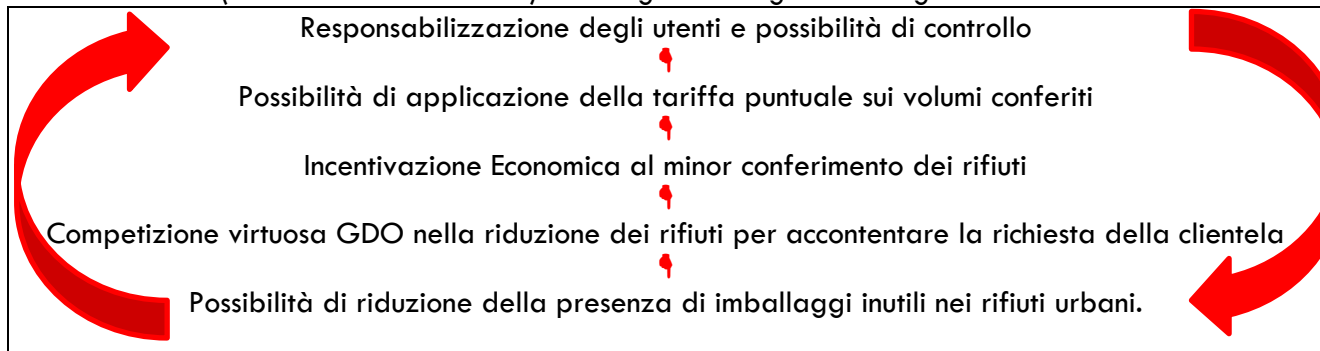 Responsabilizzazione degli utenti e possibilità di controllo
Possibilità di applicazione della tariffa puntuale sui volumi conferiti
Incentivazione Economica al minor conferimento dei rifiuti
Competizione virtuosa GDO nella riduzione dei rifiuti per accontentare la richiesta della clientela
Possibilità di riduzione della presenza di imballaggi inutili nei rifiuti urbani.